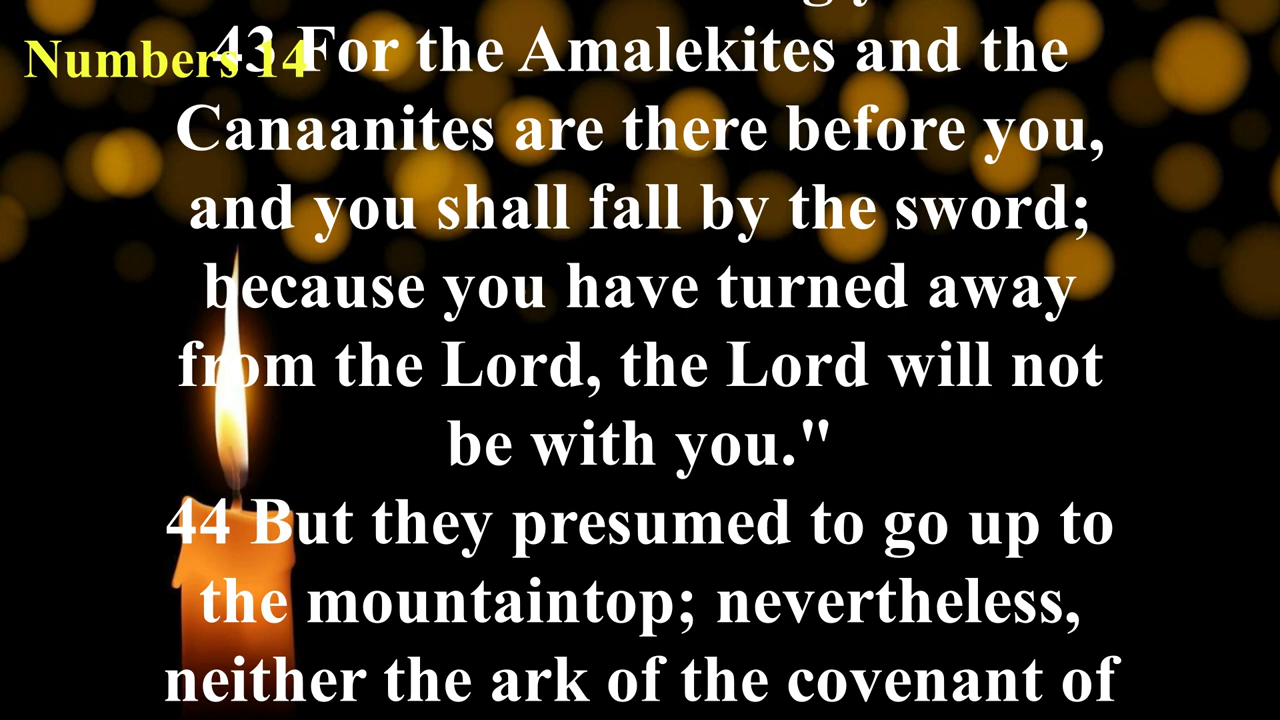 Numbers 14
43 For the Amalekites and the
Canaanites are there before you,
and you shall fall by the sword;
because you have turned away
from the Lord, the Lord will not
be with you."
44 But they presumed to go up to
the mountaintop; nevertheless,
neither the ark of the covenant of